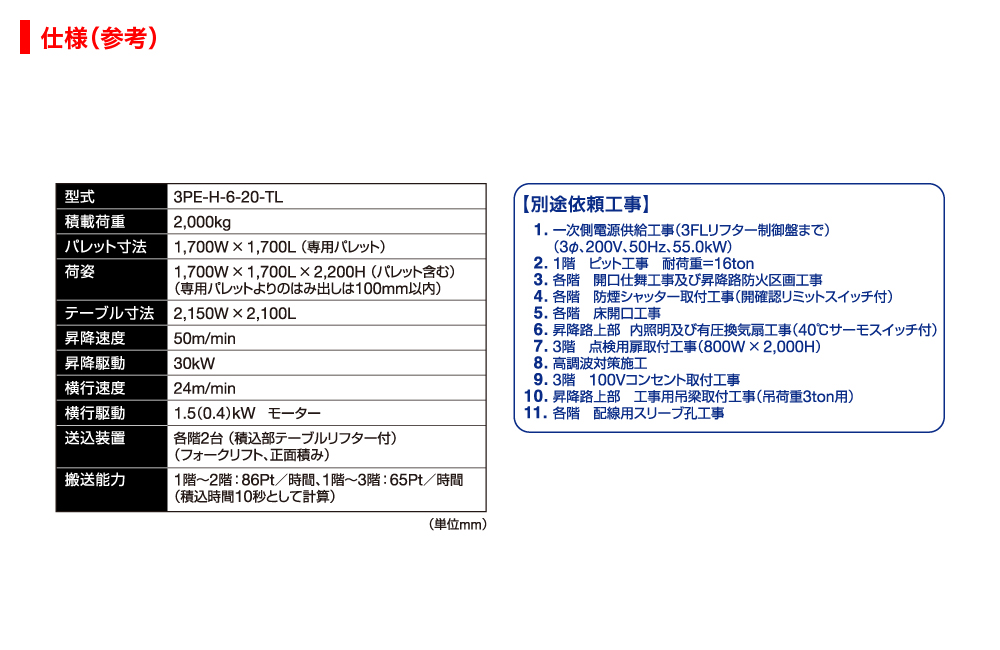 仕様(参考)
型式 3PE-H-6-20-TL
積載荷重 2,000kg
パレット寸法 1,700W×1,700L（専用パレット）
荷姿 1,700W×1,700L×2,200H（パレット含む）
（専用パレットよりのはみ出しは100mm以内）
テーブル寸法 2,150W×2,100L
昇降速度 50m/min
昇降駆動 30kW
横行速度 24m/min
横行駆動 1.5(0.4)kW モーター
送込装置 各階2台（積込部テーブルリフター付）
（フォークリフト、正面積み）
搬送能力 1階〜2階：86Pt／時間、1階〜3階：65Pt／時間
（積込時間10秒として計算）
（単位mm）
【別途依頼工事】
1. 一次側電源供給工事（3FLリフター制御盤まで）
（3φ、200V、50Hz、55.0kW）
2. 1階　ピット工事　耐荷重＝16ton
3. 各階　開口仕舞工事及び昇降路防火区画工事
4. 各階　防煙シャッター取付工事（開確認リミットスイッチ付）
5. 各階　床開口工事
6. 昇降路上部　内照明及び有圧換気扇工事（40℃サーモスイッチ付）
7. 3階　点検用扉取付工事（800W×2,000H）
8. 高調波対策施工
9. 3階　100Vコンセント取付工事
10. 昇降路上部　工事用吊梁取付工事（吊荷重3ton用）
11. 各階　配線用スリーブ孔工事